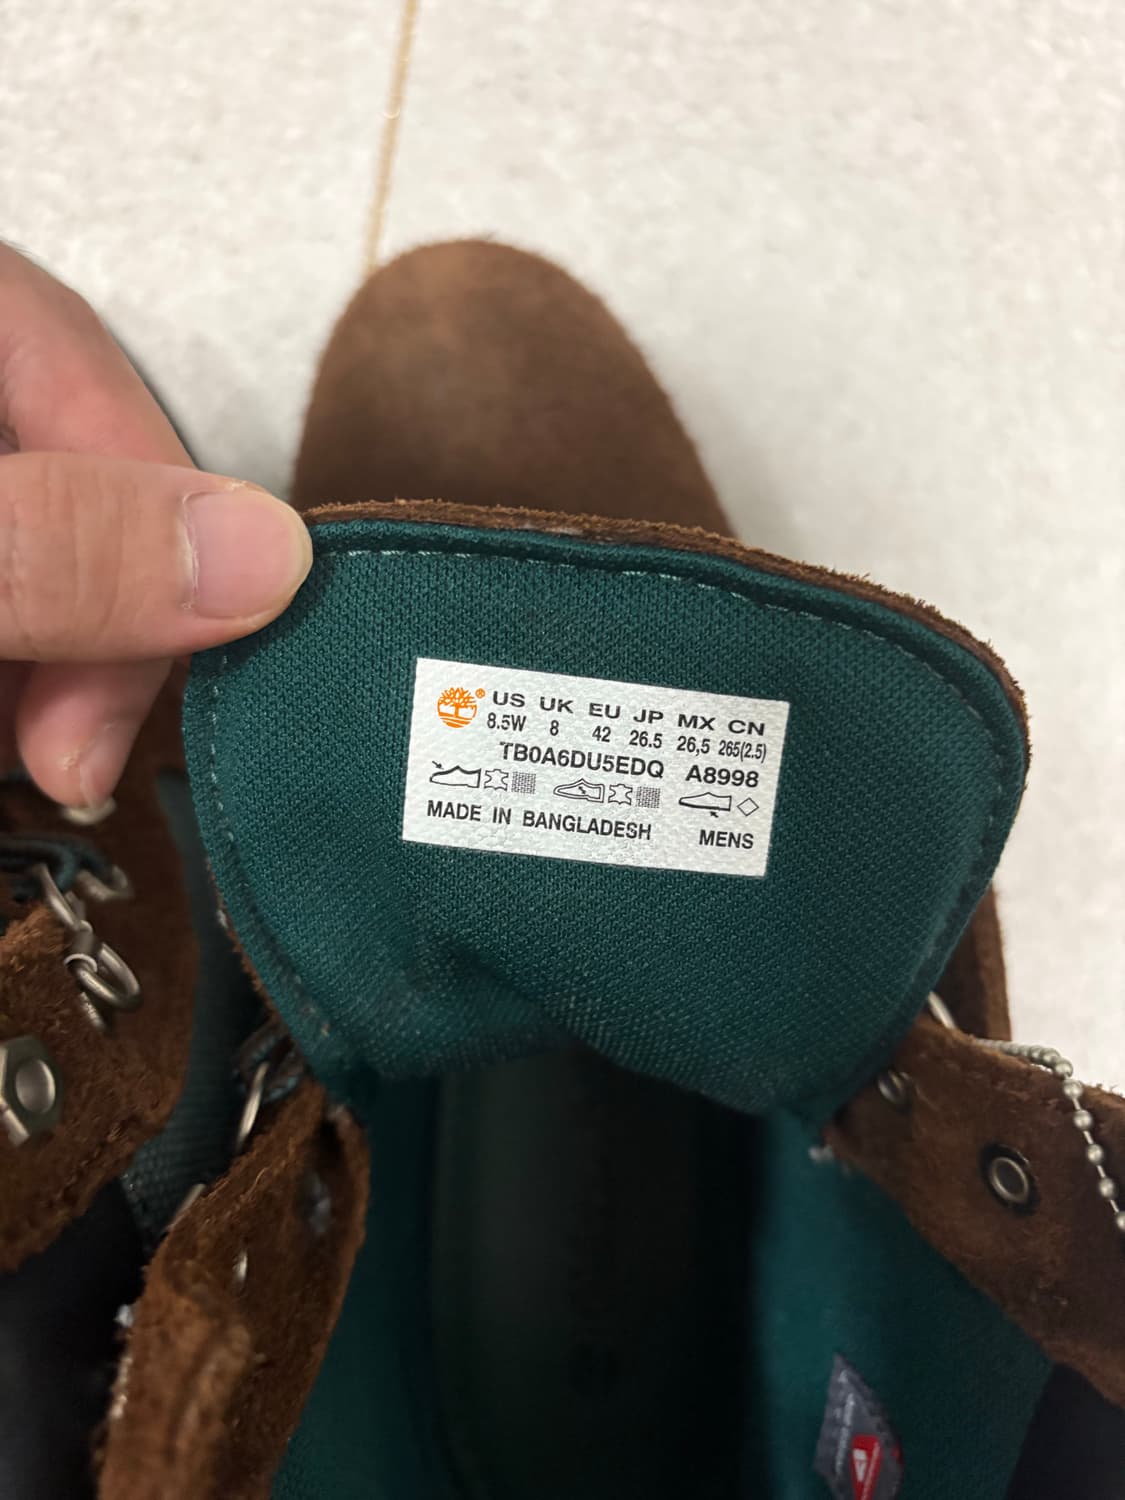 ® US UK EU JP MX CN
8.5W 8 42 26.5 26,5 265(2.5)
TB0A6DU5EDQ A8998
MADE IN BANGLADESH MENS